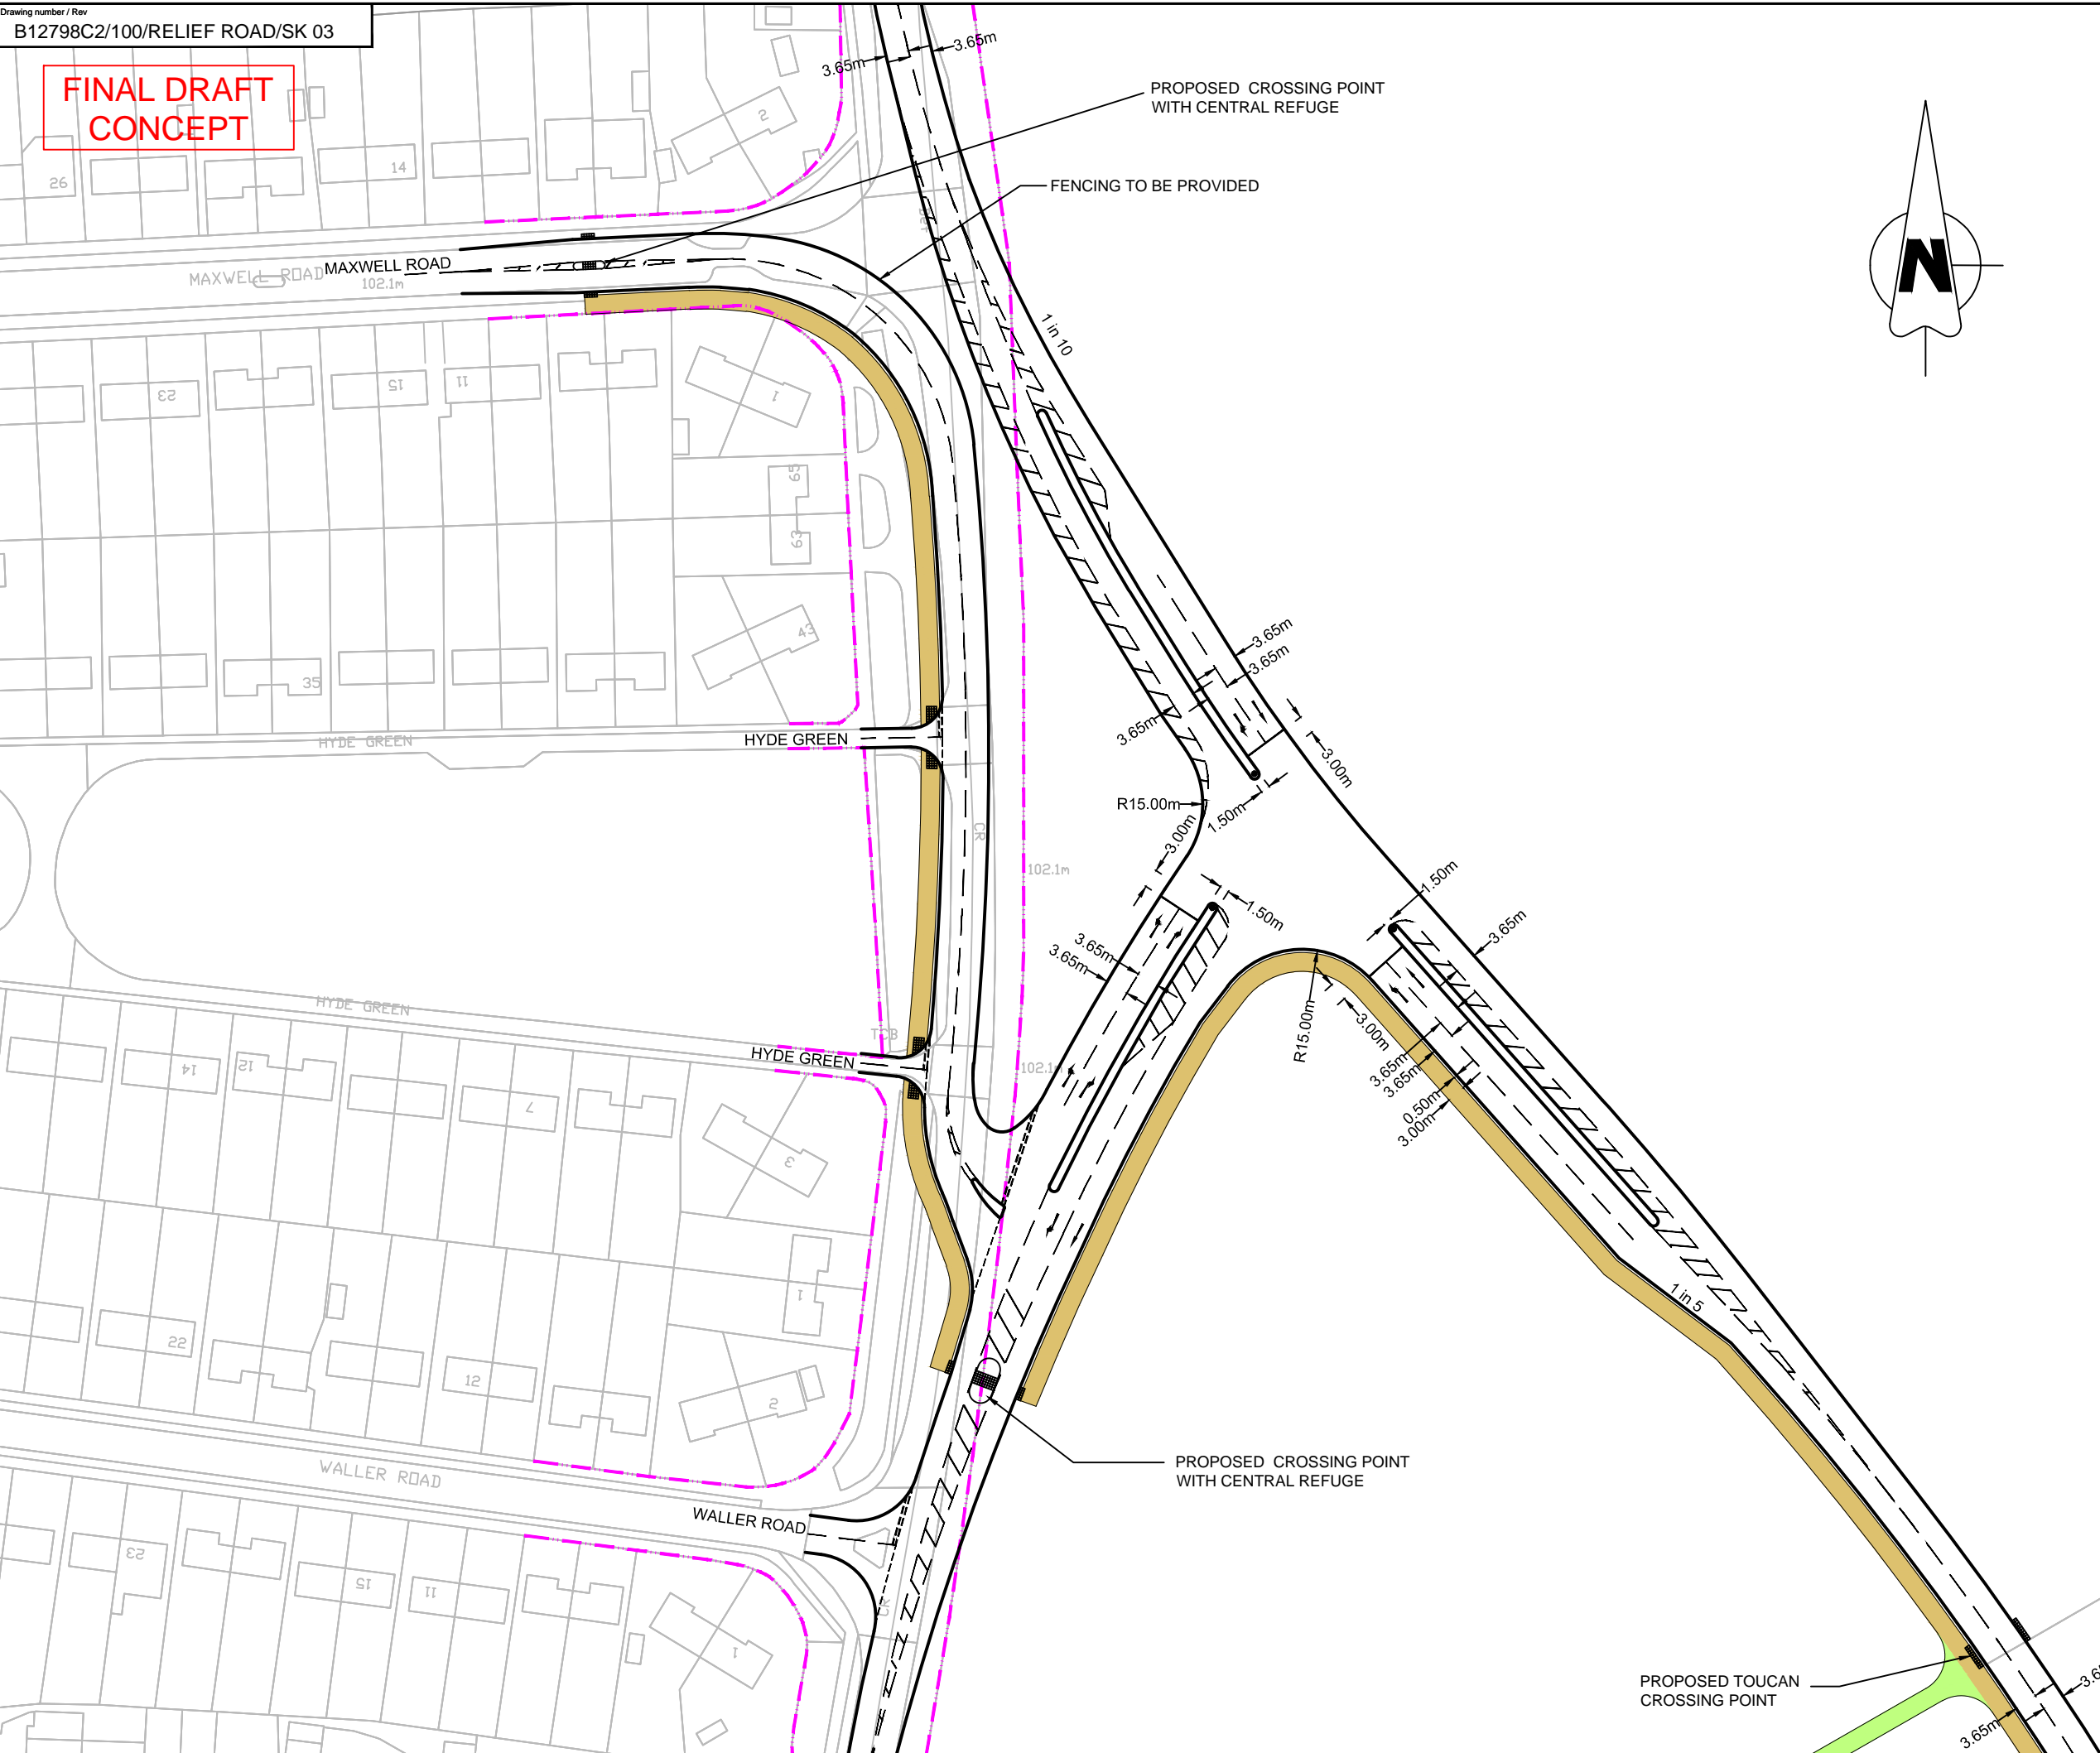 Drawing number / Rev
B12798C2/100/RELIEF ROAD/SK 03
FINAL DRAFT
CONCEPT
3.65m
3.65m
PROPOSED CROSSING POINT
WITH CENTRAL REFUGE
FENCING TO BE PROVIDED
N
2
14
26
MAXWELL ROAD
MAXWELL ROAD
102.1m
1 in 10
23
15
11
1
65
63
43
35
3.65m
3.65m
3.65m
HYDE GREEN
HYDE GREEN
3.00m
R15.00m
1.50m
3.00m
CR
102.1m
1.50m
1.50m
3.65m
3.65m
3.65m
HYDE GREEN
TCB
HYDE GREEN
102.1m
R15.00m
3.00m
3.65m
3.65m
0.50m
3.00m
14
12
7
3
1
1 in 5
22
12
2
PROPOSED CROSSING POINT
WITH CENTRAL REFUGE
WALLER ROAD
WALLER ROAD
23
15
11
CR
1
PROPOSED TOUCAN
CROSSING POINT
3.65m